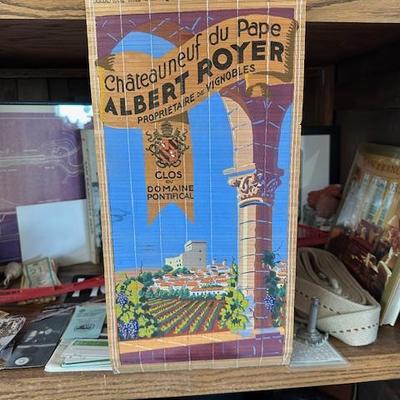 Châteauneuf du Pape
ALBERT ROYER
PROPRIÉTAIRE DE VIGNOBLES
CLOS
DU
DOMAINE
PONTIFICAL